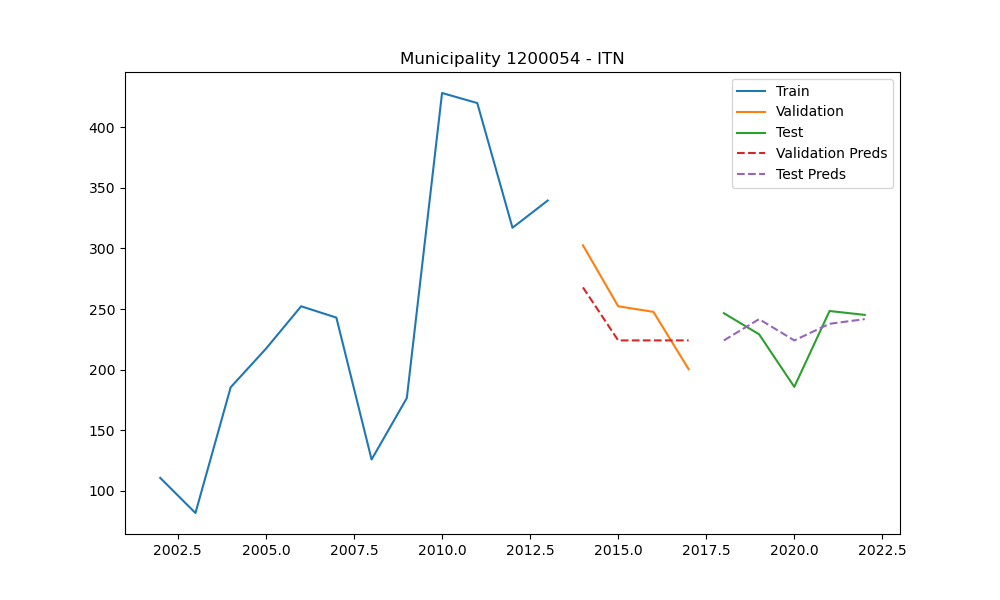 Municipality 1200054 - ITN
Train
Validation
Test
Validation Preds
Test Preds
400
350
300
250
200
150
100
2002.5 2005.0 2007.5 2010.0 2012.5 2015.0 2017.5 2020.0 2022.5